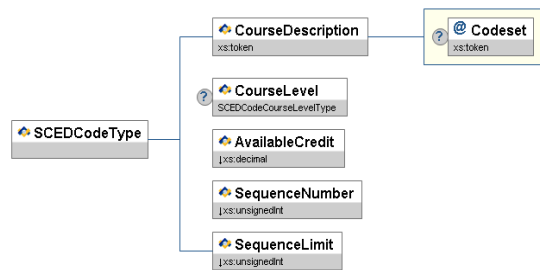 CourseDescription
xs:token
? @ Codeset
xs:token
? CourseLevel
SCEDCodeCourseLevelType
SCEDCodeType
AvailableCredit
↓xs:decimal
SequenceNumber
↓xs:unsignedInt
SequenceLimit
↓xs:unsignedInt